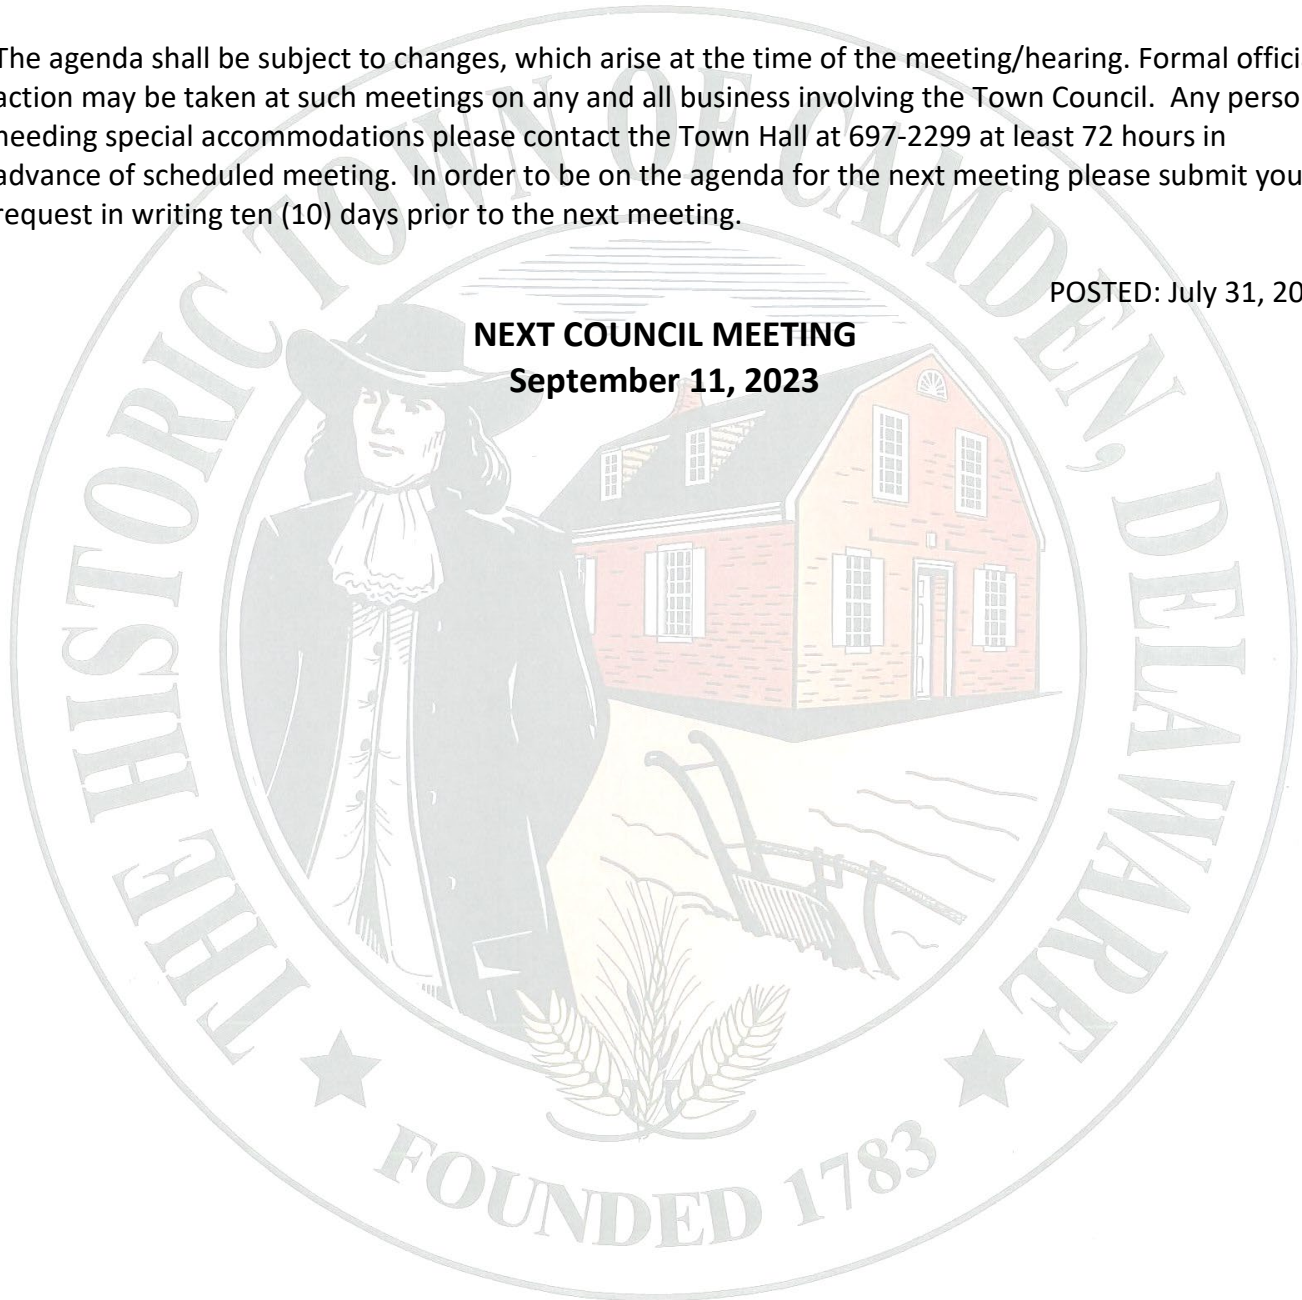 The agenda shall be subject to changes, which arise at the time of the meeting/hearing. Formal offici
action may be taken at such meetings on any and all business involving the Town Council. Any perso
needing special accommodations please contact the Town Hall at 697-2299 at least 72 hours in
advance of scheduled meeting. In order to be on the agenda for the next meeting please submit you
request in writing ten (10) days prior to the next meeting.
POSTED: July 31, 20
NEXT COUNCIL MEETING
September 11, 2023
THE HISTORIC TOWN OF CAMDEN, DELAWARE
FOUNDED 1783